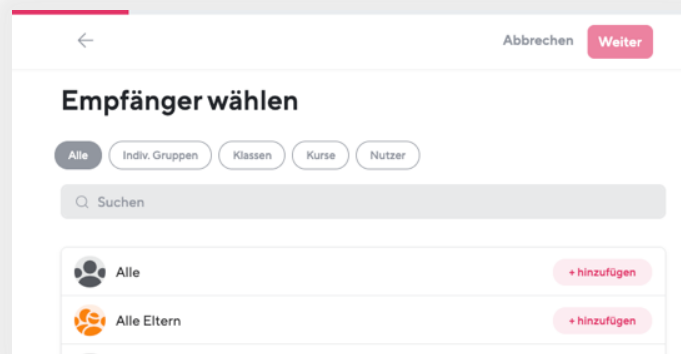 Abbrechen Weiter
Empfänger wählen
Alle Indiv. Gruppen Klassen Kurse Nutzer
Suchen
Alle + hinzufügen
Alle Eltern + hinzufügen